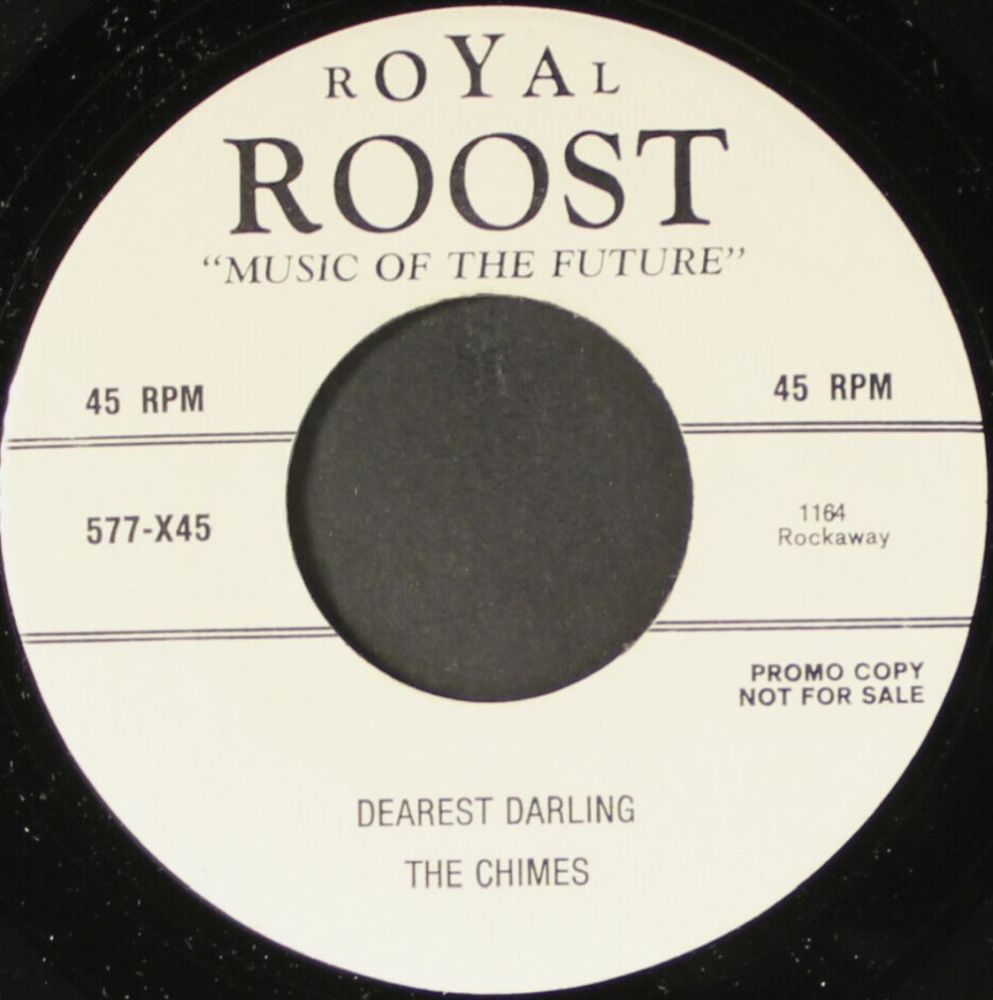 ROYAL
ROOST
“MUSIC OF THE FUTURE”
45 RPM
45 RPM
577-X45
1164
Rockaway
PROMO COPY
NOT FOR SALE
DEAREST DARLING
THE CHIMES